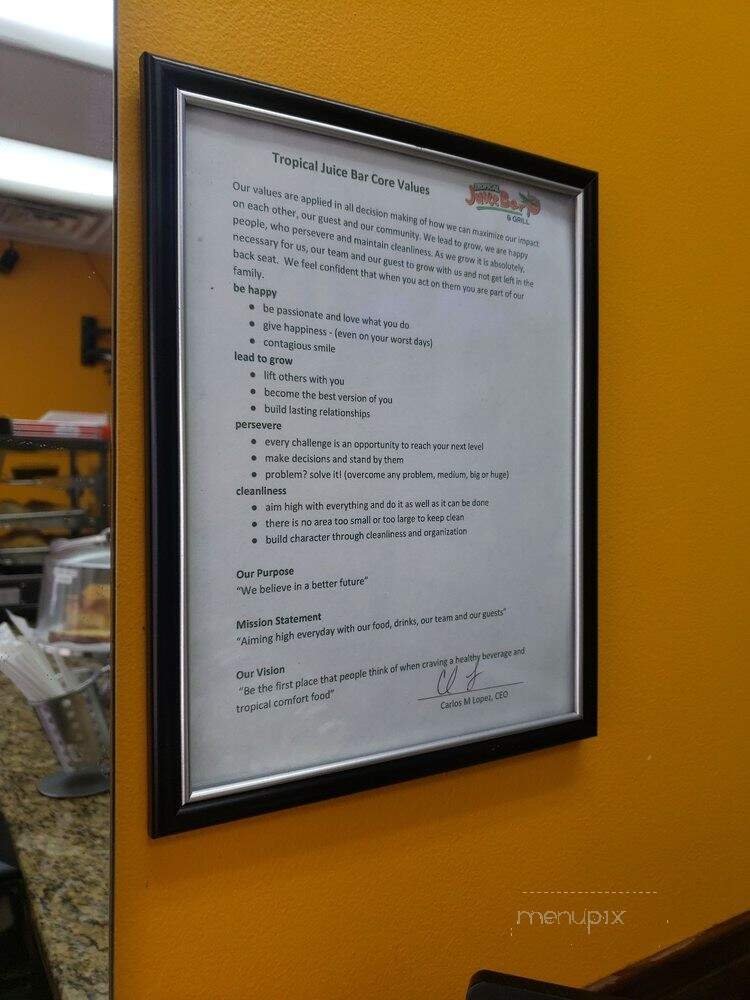 Tropical Juice Bar Core Values
TROPICAL
Juice Bar
& GRILL
Our values are applied in all decision making of how we can maximize our impact
on each other, our guest and our community. We lead to grow, we are happy
people, who persevere and maintain cleanliness. As we grow it is absolutely,
necessary for us, our team and our guest to grow with us and not get left in the
back seat. We feel confident that when you act on them you are part of our
family.
be happy
• be passionate and love what you do
• give happiness - (even on your worst days)
• contagious smile
lead to grow
• lift others with you
• become the best version of you
• build lasting relationships
persevere
• every challenge is an opportunity to reach your next level
• make decisions and stand by them
• problem? solve it! (overcome any problem, medium, big or huge)
cleanliness
• aim high with everything and do it as well as it can be done
• there is no area too small or too large to keep clean
• build character through cleanliness and organization
Our Purpose
"We believe in a better future"
Mission Statement
"Aiming high everyday with our food, drinks, our team and our guests"
Our Vision
"Be the first place that people think of when craving a healthy beverage and
tropical comfort food"
Carlos M Lopez, CEO
menupix